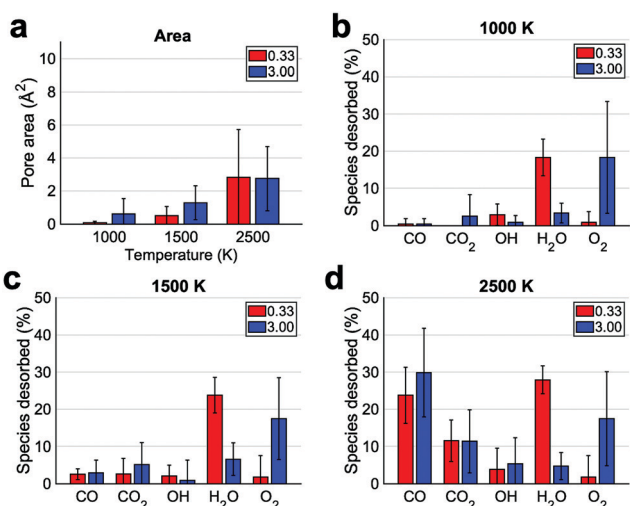 a
Area
Pore area (Å²)
10
8
6
4
2
0
0.33
3.00
1000 1500 2500
Temperature (K)
b
1000 K
Species desorbed (%)
50
40
30
20
10
0
0.33
3.00
CO CO₂ OH H₂O O₂
c
1500 K
Species desorbed (%)
50
40
30
20
10
0
0.33
3.00
CO CO₂ OH H₂O O₂
d
2500 K
Species desorbed (%)
50
40
30
20
10
0
0.33
3.00
CO CO₂ OH H₂O O₂